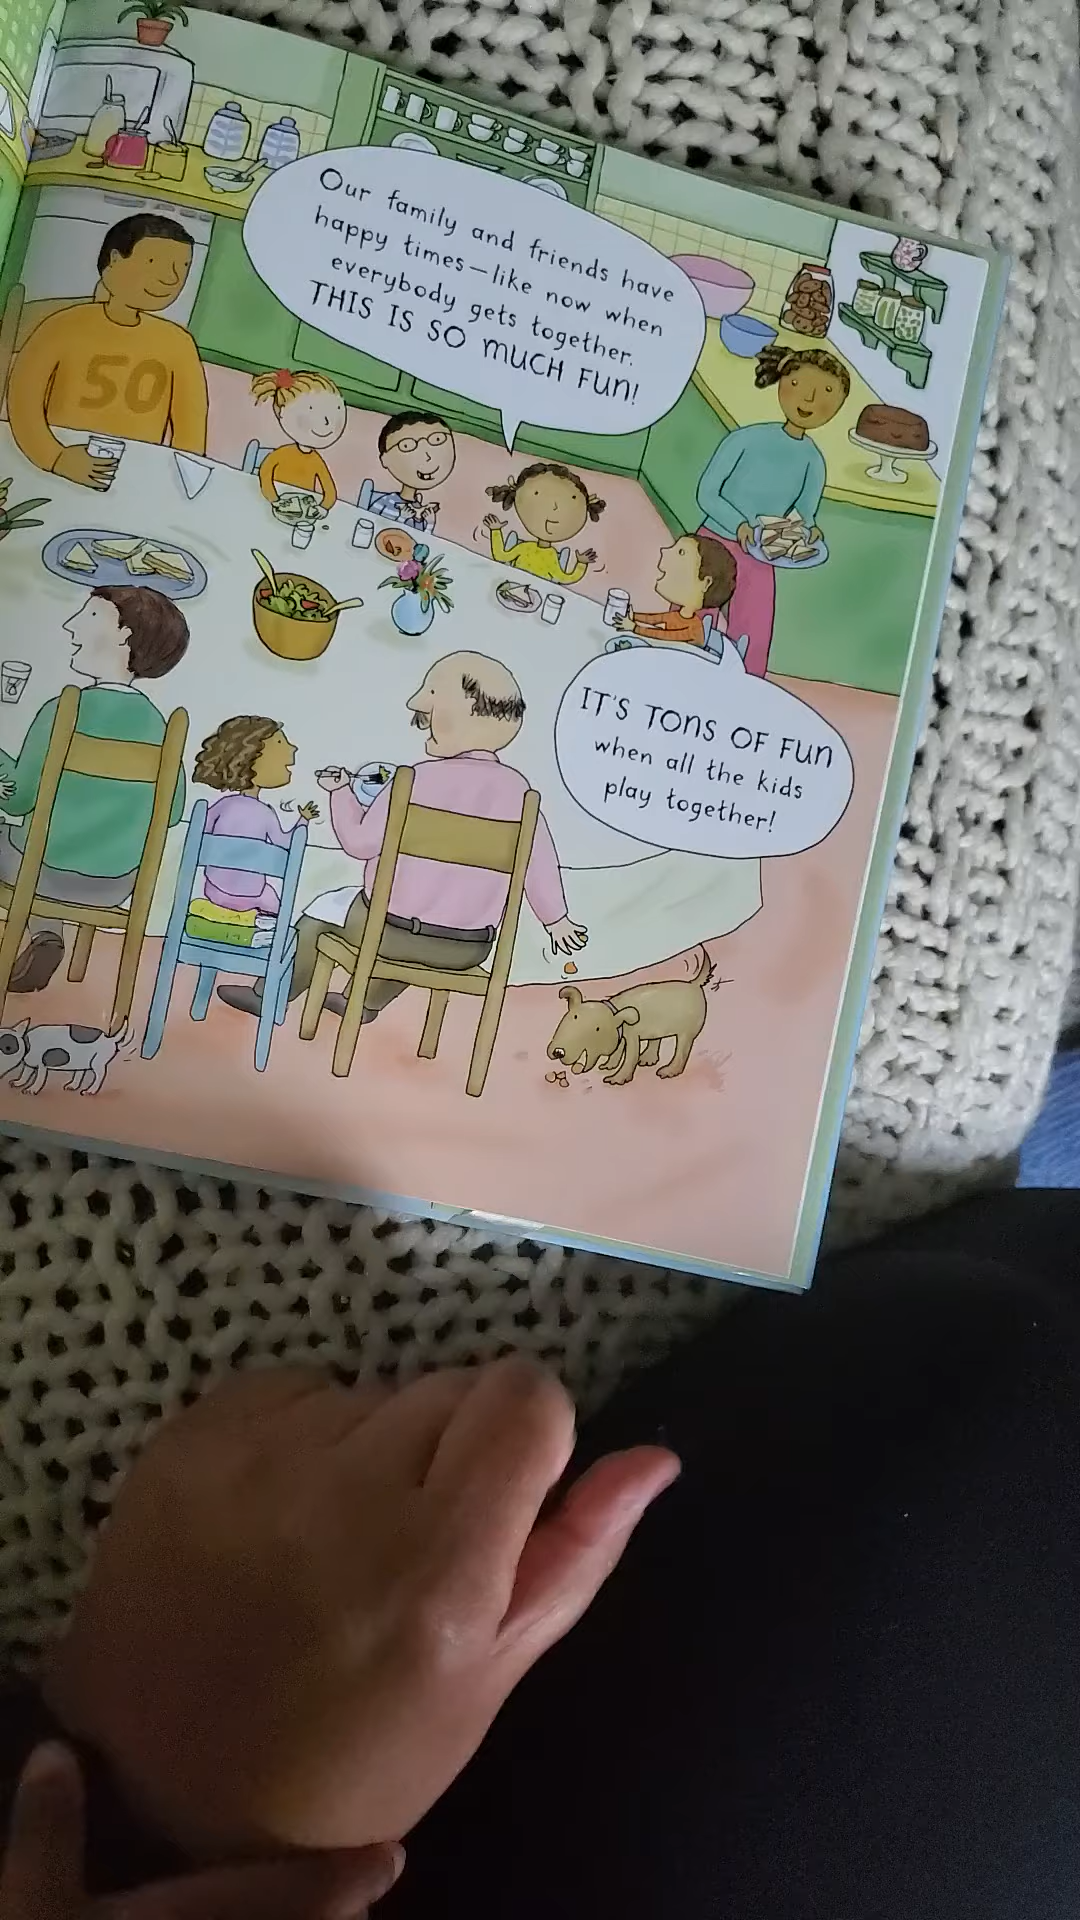 Our family and friends have
happy times—like now when
everybody gets together.
THIS IS SO MUCH FUN!
50
IT'S TONS OF FUN
when all the kids
play together!